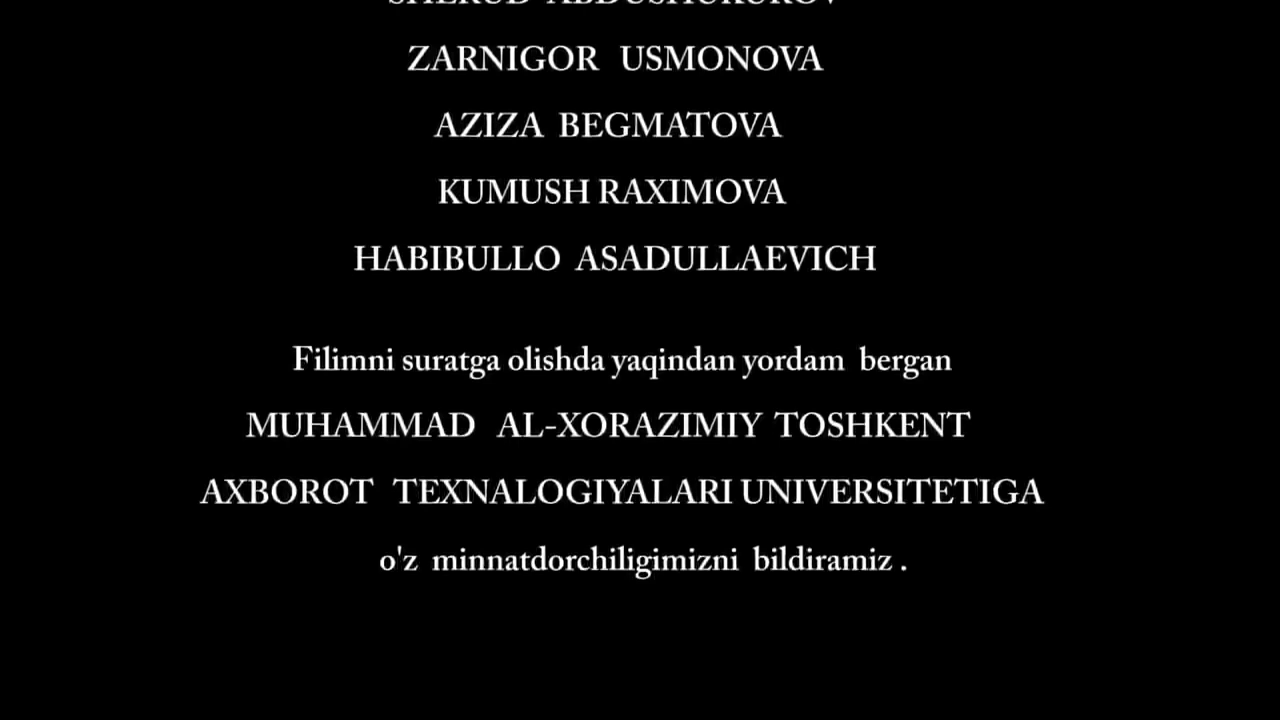 ZARNIGOR USMONOVA
AZIZA BEGMATOVA
KUMUSH RAXIMOVA
HABIBULLO ASADULLAEVICH
Filimni suratga olishda yaqindan yordam bergan
MUHAMMAD AL-XORAZIMIY TOSHKENT
AXBOROT TEXNALOGIYALARI UNIVERSITETIGA
o'z minnatdorchiligimizni bildiramiz .